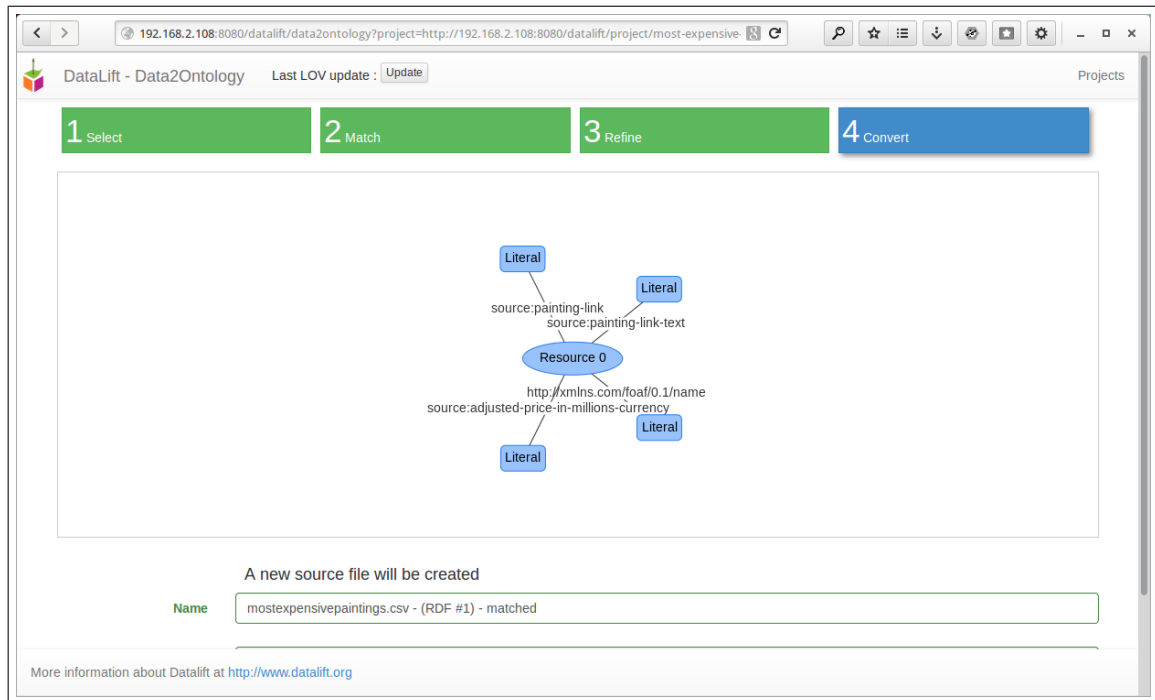 192.168.2.108:8080/datalift/data2ontology?project=http://192.168.2.108:8080/datalift/project/most-expensive-
DataLift - Data2Ontology Last LOV update : Update Projects
1 Select 2 Match 3 Refine 4 Convert
Literal
Literal
source:painting-link
source:painting-link-text
Resource 0
http://xmlns.com/foaf/0.1/name
source:adjusted-price-in-millions-currency
Literal
Literal
A new source file will be created
Name mostexpensivepaintings.csv - (RDF #1) - matched
More information about Datalift at http://www.datalift.org